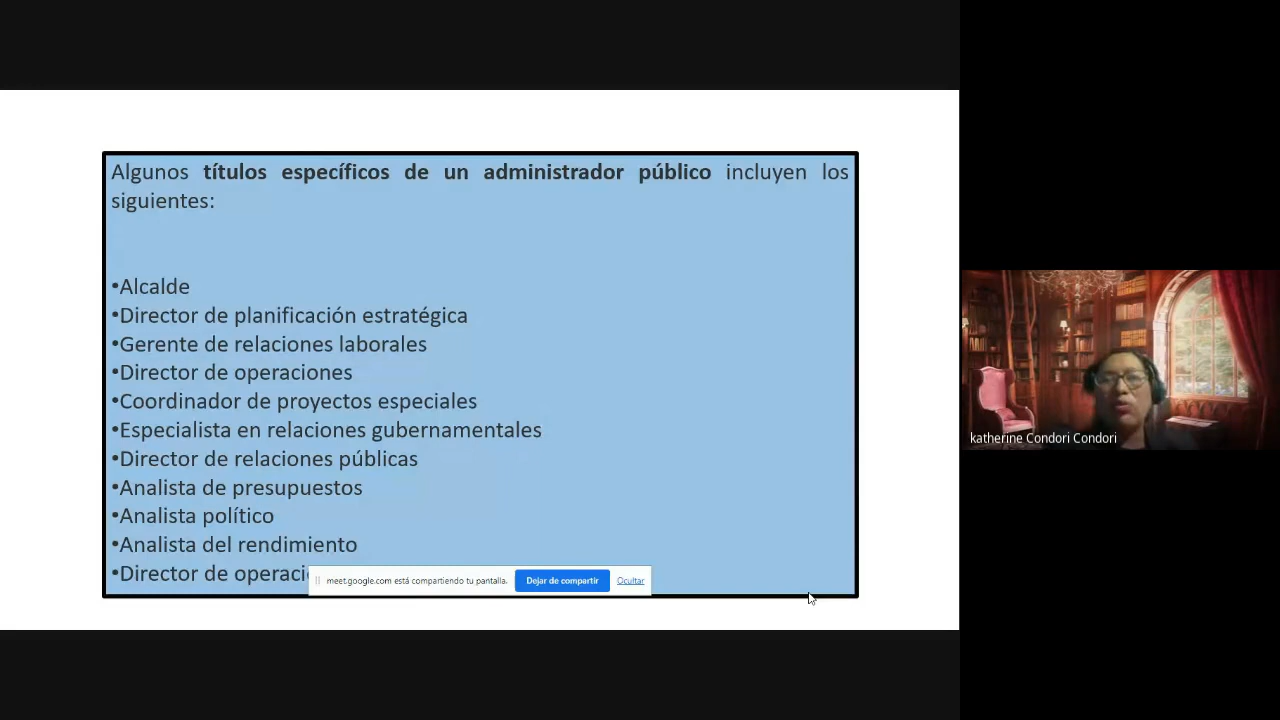 Algunos títulos específicos de un administrador público incluyen los
siguientes:
•Alcalde
•Director de planificación estratégica
•Gerente de relaciones laborales
•Director de operaciones
•Coordinador de proyectos especiales
•Especialista en relaciones gubernamentales
•Director de relaciones públicas
•Analista de presupuestos
•Analista político
•Analista del rendimiento
•Director de
meet.google.com está compartiendo tu pantalla. Dejar de compartir Ocultar
katherine Condori Condori